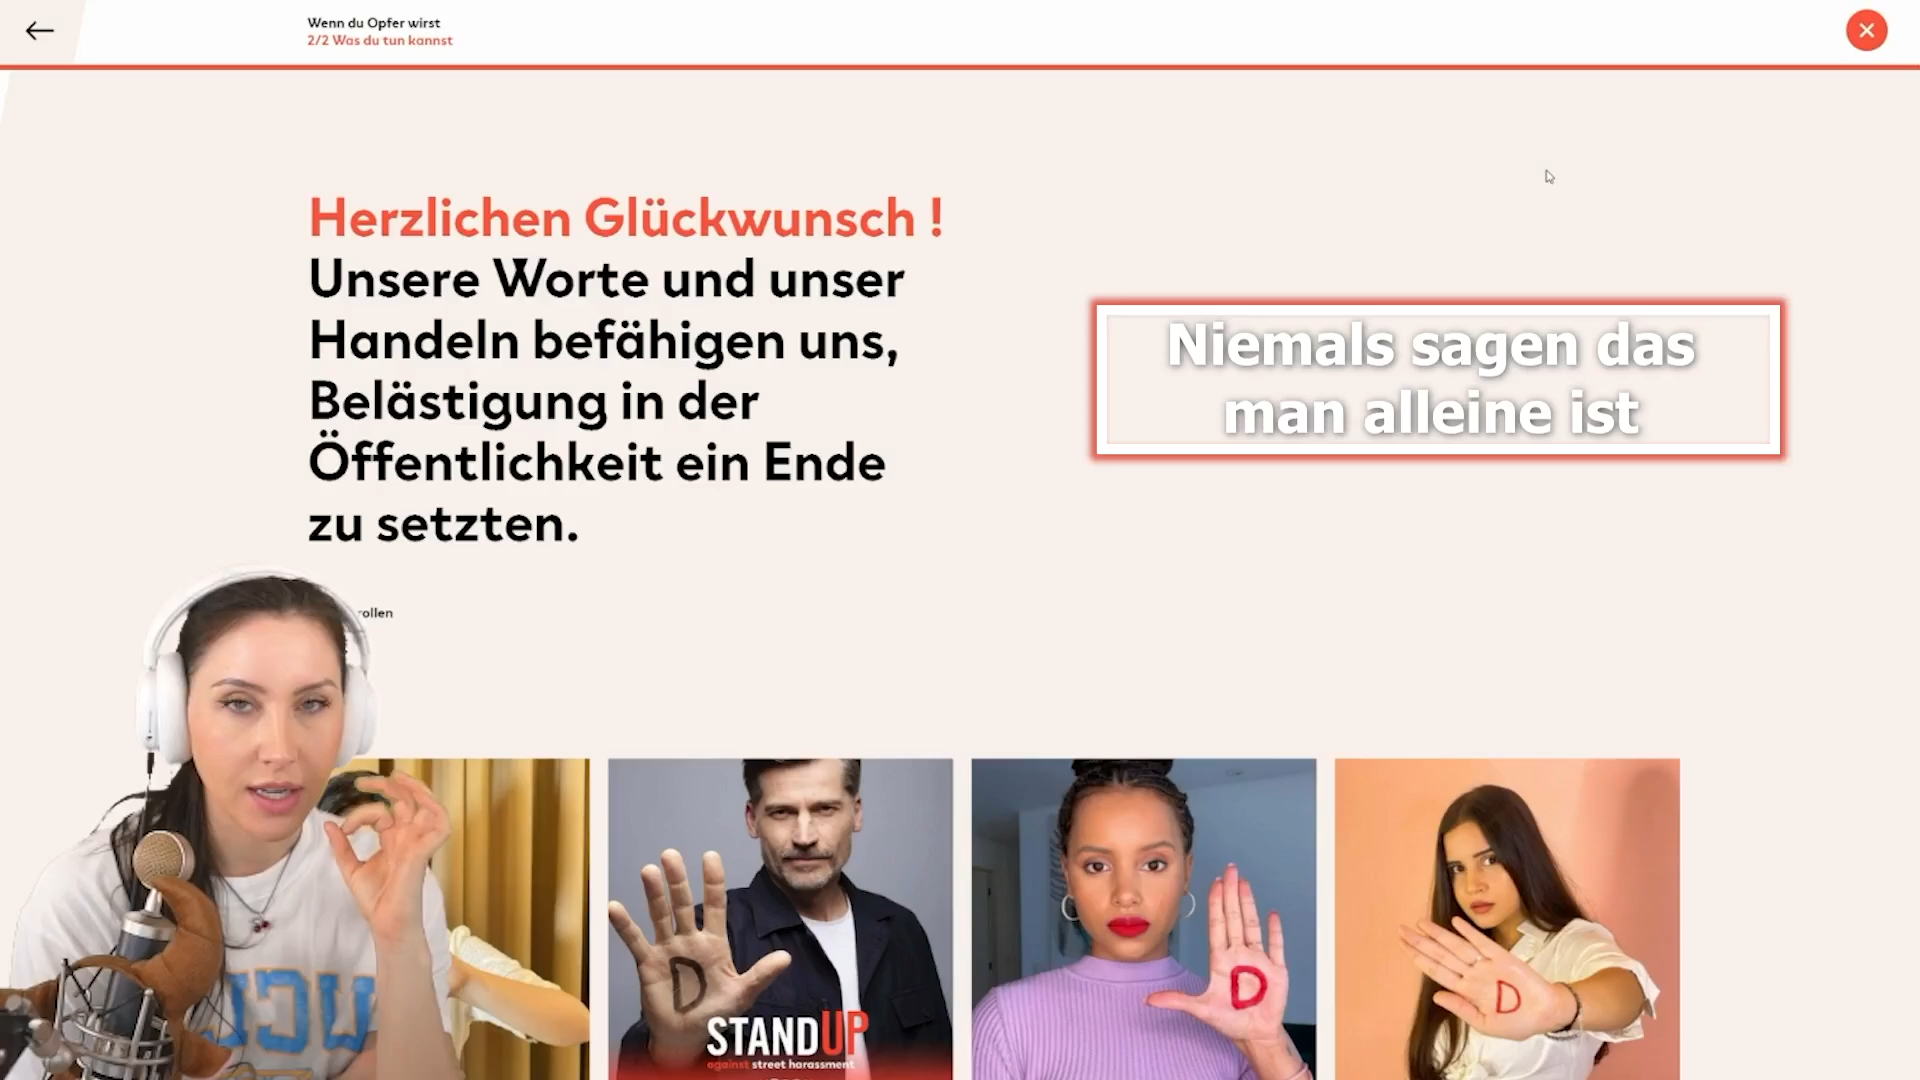 Wenn du Opfer wirst
2/2 Was du tun kannst
Herzlichen Glückwunsch !
Unsere Worte und unser
Handeln befähigen uns,
Belästigung in der
Öffentlichkeit ein Ende
zu setzten.
Niemals sagen das
man alleine ist
rollen
D
STANDUP
against street harassment
D
D